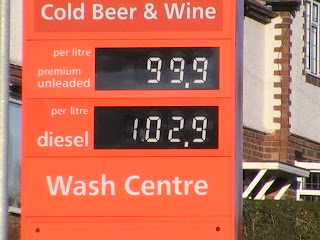 Cold Beer & Wine
per litre
premium
unleaded 99.9
per litre
diesel 102.9
Wash Centre